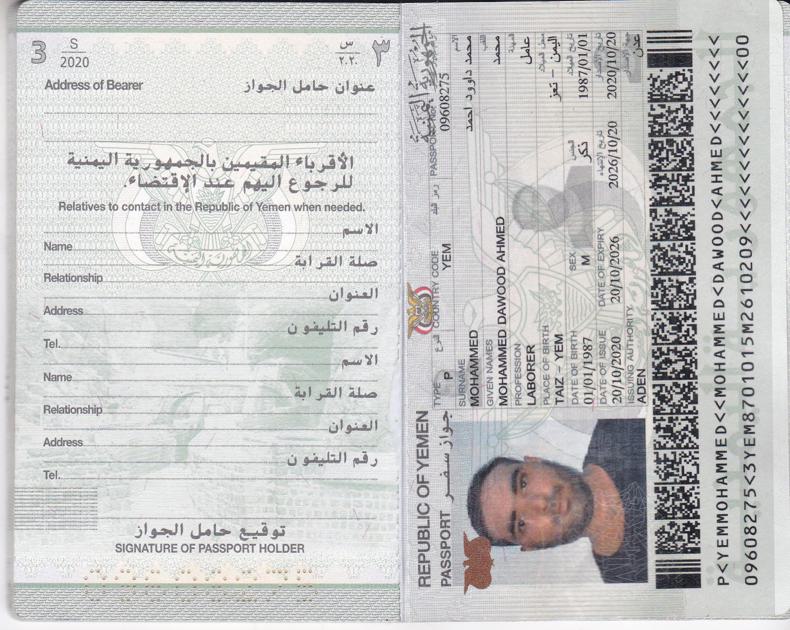 3
S
2020
Address of Bearer
عنوان حامل الجواز
س
٢٠٢٠
٣
الأقرباء المقيمين بالجمهورية اليمنية
للرجوع اليهم عند الاقتضاء.
Relatives to contact in the Republic of Yemen when needed.
Name الاسم
Relationship صلة القرابة
Address العنوان
Tel. رقم التليفون
Name الاسم
Relationship صلة القرابة
Address العنوان
Tel. رقم التليفون
توقيع حامل الجواز
SIGNATURE OF PASSPORT HOLDER
REPUBLIC OF YEMEN الجمهورية اليمنية
PASSPORT جواز سفر
TYPE النوع COUNTRY CODE رمز البلد PASSPORT
P YEM 09608275
SURNAME الاسم
MOHAMMED محمد داوود احمد
GIVEN NAMES اللقب
MOHAMMED DAWOOD AHMED محمد
PROFESSION المهنة
LABORER عامل
PLACE OF BIRTH محل الميلاد
TAIZ - YEM اليمن - تعز
DATE OF BIRTH SEX الجنس تاريخ الميلاد
01/01/1987 M ذكر 1987/01/01
DATE OF ISSUE DATE OF EXPIRY تاريخ الانتهاء تاريخ الاصدار
20/10/2020 20/10/2026 2026/10/20 2020/10/20
ISSUING AUTHORITY جهة الاصدار
ADEN عدن
P<YEMMOHAMMED<<MOHAMMED<DAWOOD<AHMED<<<<<<<<
09608275<3YEM8701015M2610209<<<<<<<<<<<<<<00